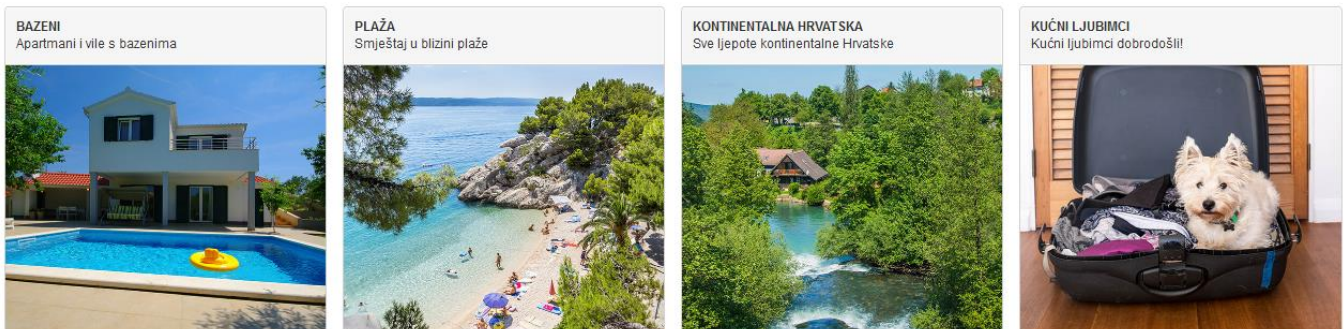 BAZENI
Apartmani i vile s bazenima
PLAŽA
Smještaj u blizini plaže
KONTINENTALNA HRVATSKA
Sve ljepote kontinentalne Hrvatske
KUĆNI LJUBIMCI
Kućni ljubimci dobrodošli!